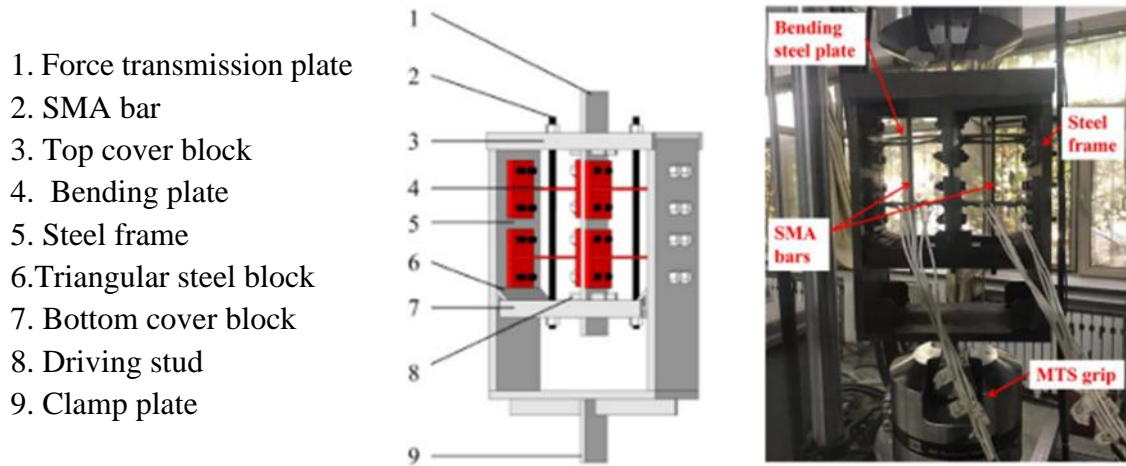 1. Force transmission plate
2. SMA bar
3. Top cover block
4. Bending plate
5. Steel frame
6.Triangular steel block
7. Bottom cover block
8. Driving stud
9. Clamp plate
1
2
3
4
5
6
7
8
9
Bending
steel plate
Steel
frame
SMA
bars
MTS grip